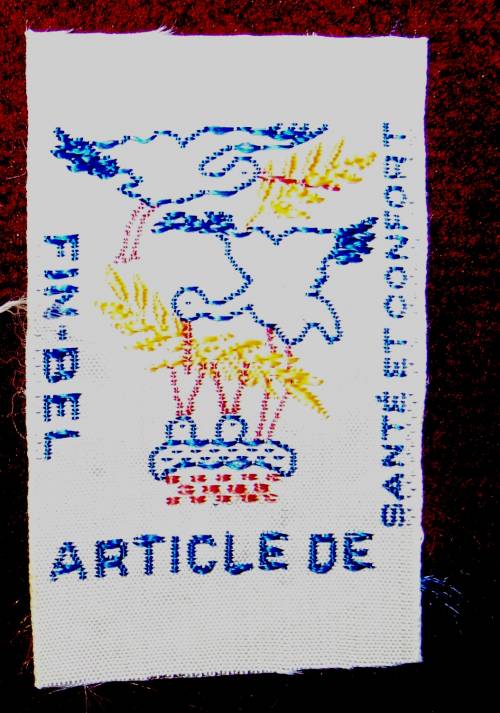 FIN-BEL
ARTICLE DE
SANTÉ ET CONFORT